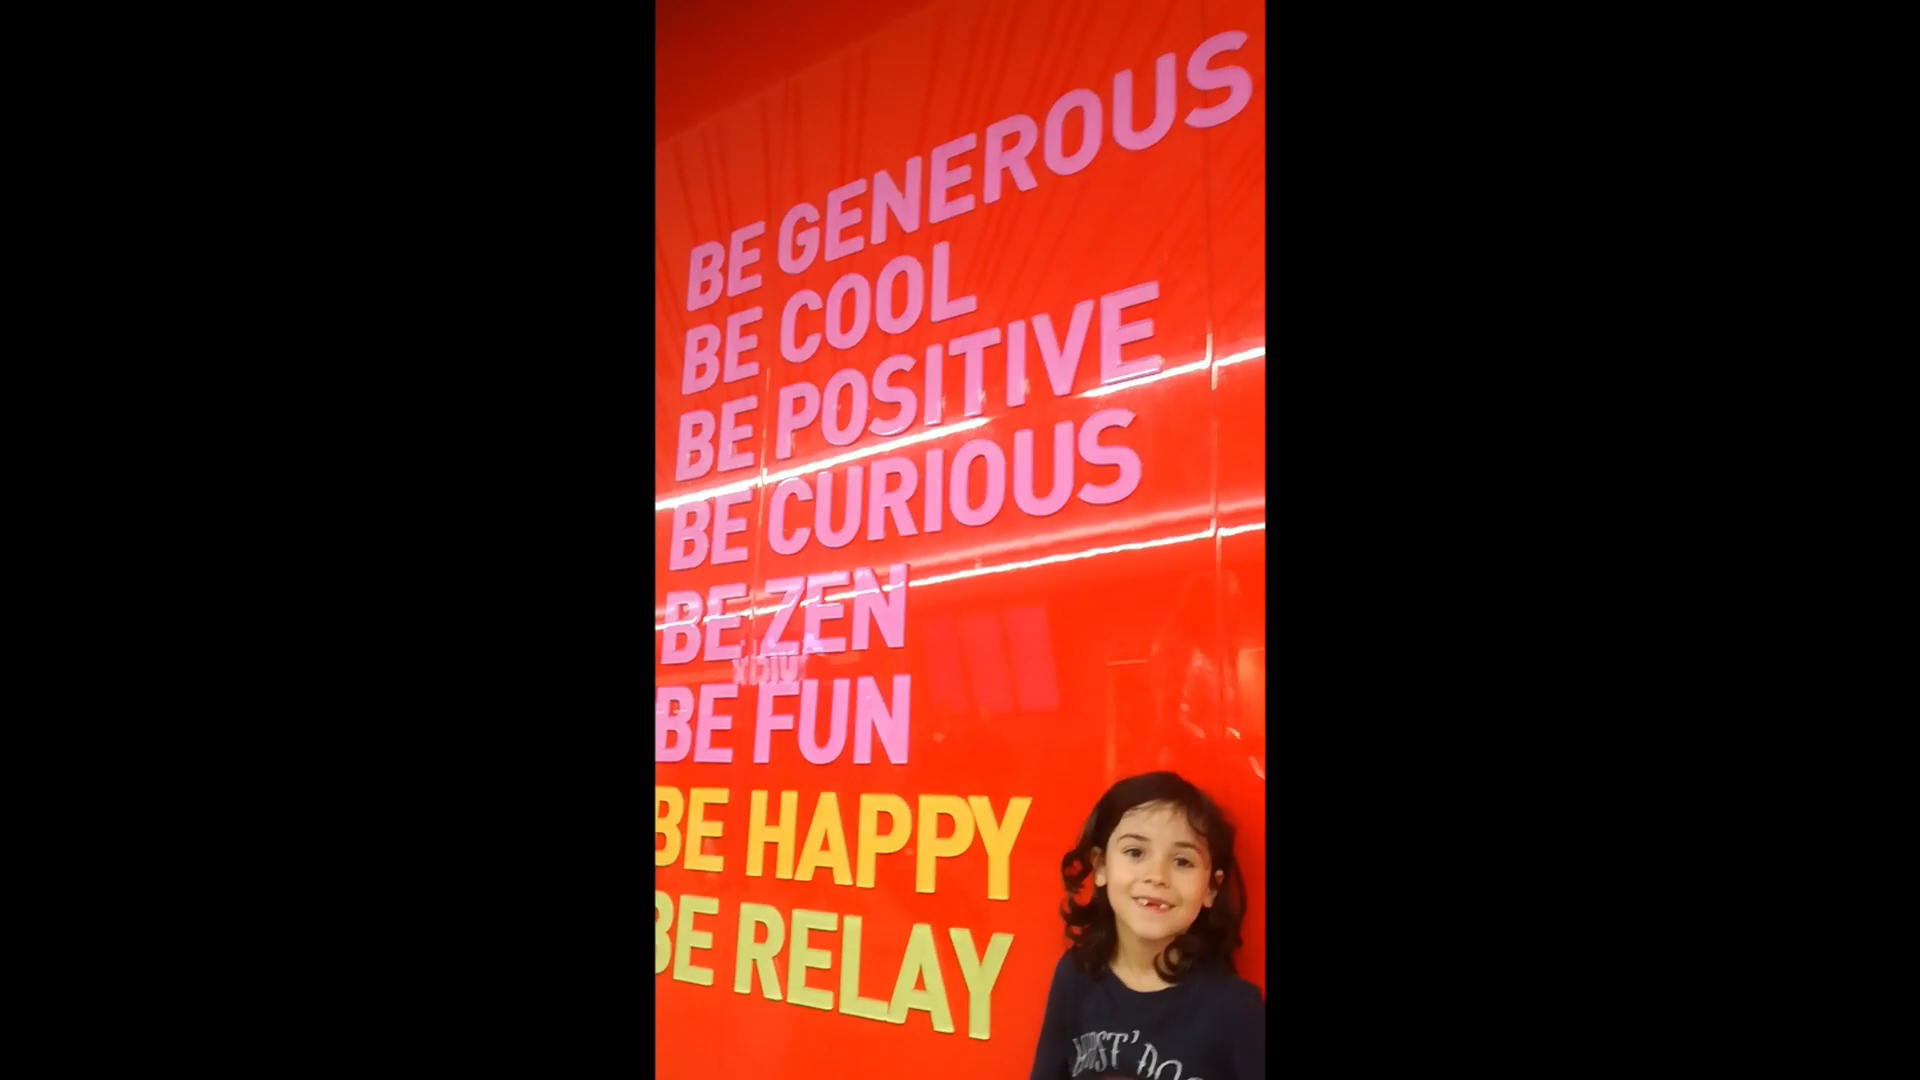 BE GENEROUS
BE COOL
BE POSITIVE
BE CURIOUS
BE ZEN
BE FUN
BE HAPPY
BE RELAY